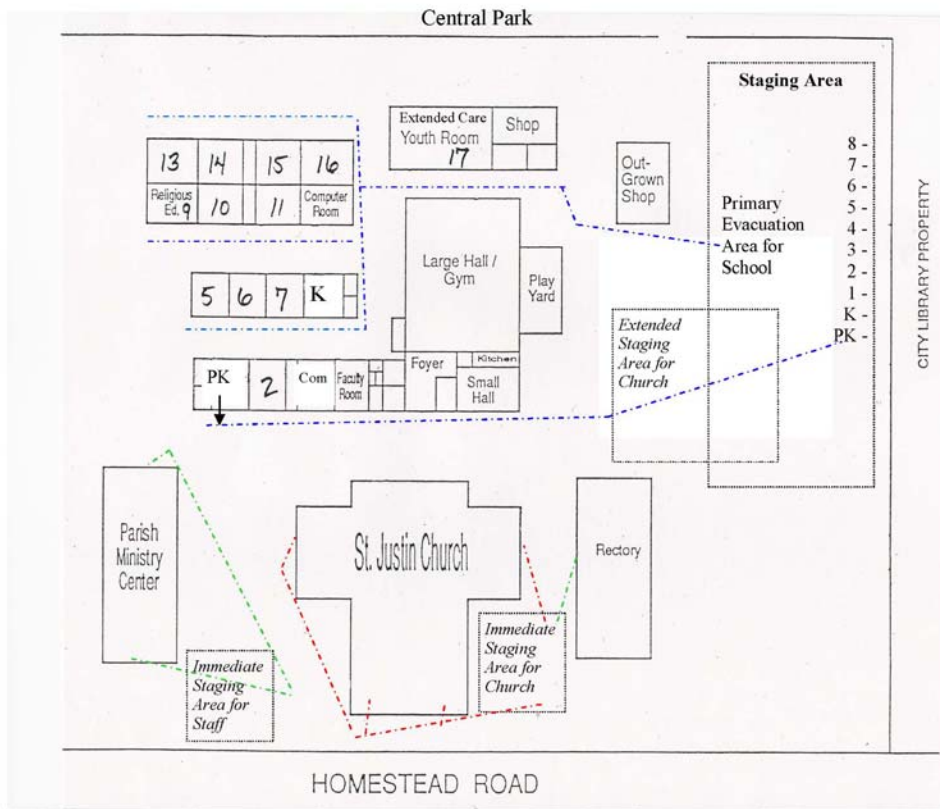 Central Park
Staging Area
Extended Care
Youth Room
17
Shop
13
14
15
16
Religious
Ed. 9
10
11
Computer
Room
Out-
Grown
Shop
8 -
7 -
6 -
5 -
4 -
3 -
2 -
1 -
K -
PK -
Primary
Evacuation
Area for
School
CITY LIBRARY PROPERTY
Large Hall /
Gym
Play
Yard
5
6
7
K
Extended
Staging
Area for
Church
PK
2
Com
Faculty
Room
Foyer
Kitchen
Small
Hall
Parish
Ministry
Center
St. Justin Church
Rectory
Immediate
Staging
Area for
Staff
Immediate
Staging
Area for
Church
HOMESTEAD ROAD